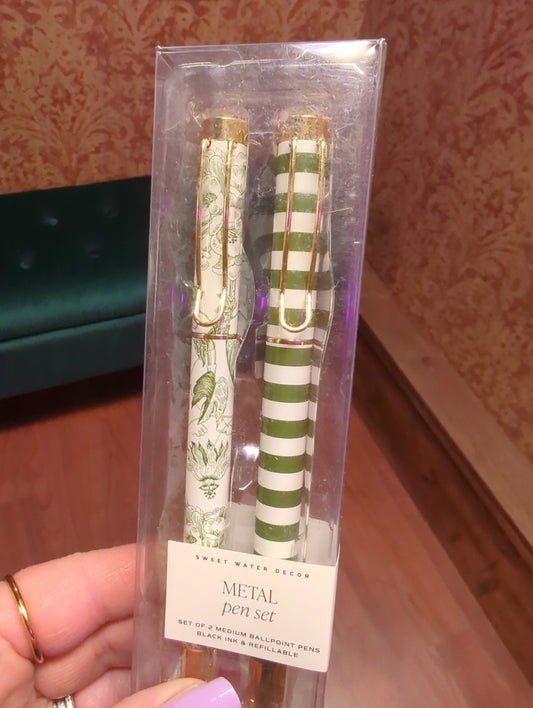 SWEET WATER DECOR
METAL
pen set
SET OF 2 MEDIUM BALLPOINT PENS
BLACK INK & REFILLABLE